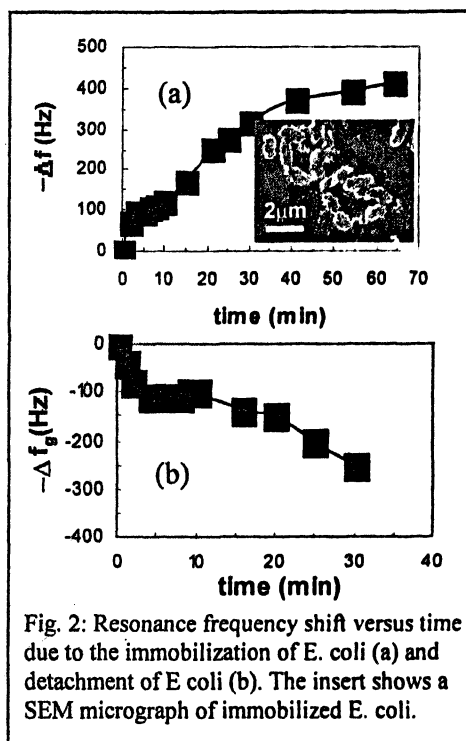 500
400
300
200
100
0
−Δf (Hz)
(a)
2μm
0 10 20 30 40 50 60 70
time (min)
0
-100
-200
-300
-400
−Δ fg(Hz)
(b)
0 10 20 30 40
time (min)
Fig. 2: Resonance frequency shift versus time
due to the immobilization of E. coli (a) and
detachment of E coli (b). The insert shows a
SEM micrograph of immobilized E. coli.